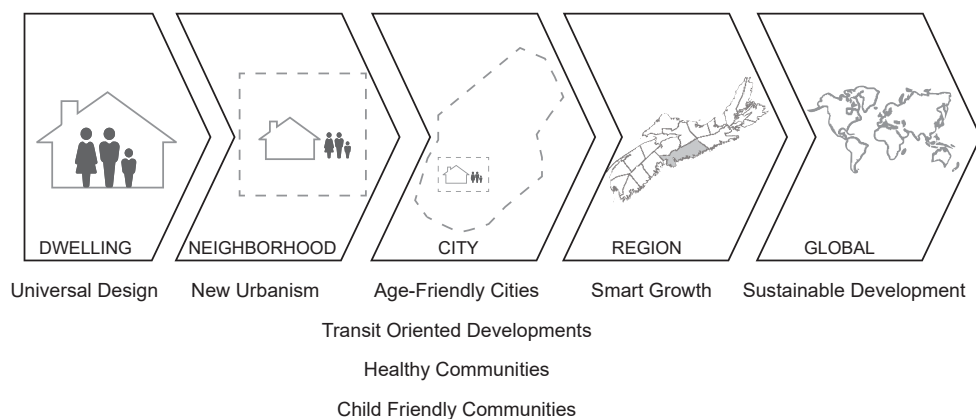 DWELLING NEIGHBORHOOD CITY REGION GLOBAL
Universal Design New Urbanism Age-Friendly Cities Smart Growth Sustainable Development
Transit Oriented Developments
Healthy Communities
Child Friendly Communities